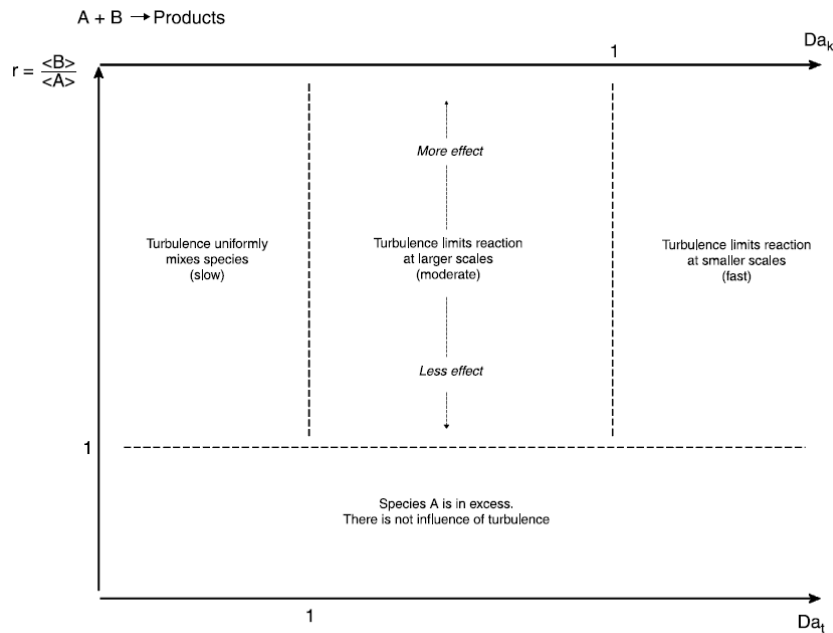 A + B → Products
Da_k
1
r = <B>/<A>
More effect
Turbulence uniformly
mixes species
(slow)
Turbulence limits reaction
at larger scales
(moderate)
Turbulence limits reaction
at smaller scales
(fast)
Less effect
1
Species A is in excess.
There is not influence of turbulence
1
Da_t